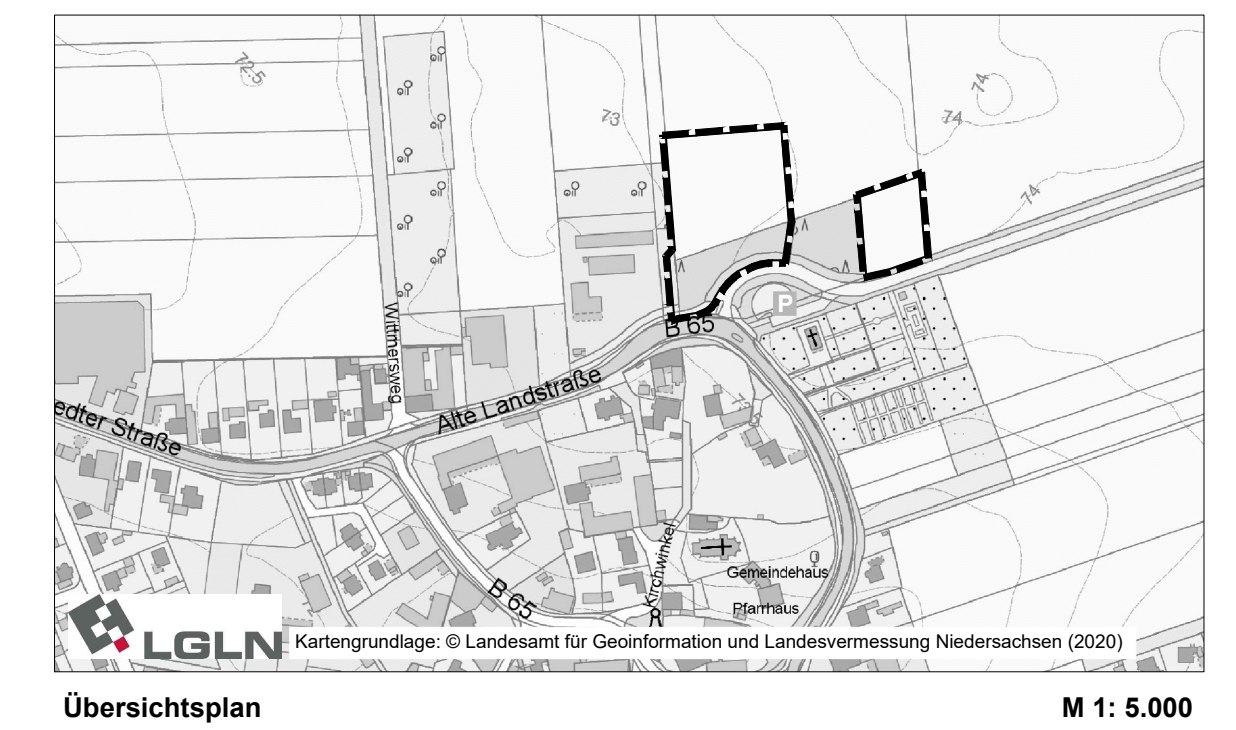 72.5
73
74
74
74
P
B 65
Wittmersweg
Alte Landstraße
edter Straße
B 65
Kirchwinkel
Gemeindehaus
Pfarrhaus
LGLN
Kartengrundlage: © Landesamt für Geoinformation und Landesvermessung Niedersachsen (2020)
Übersichtsplan
M 1: 5.000